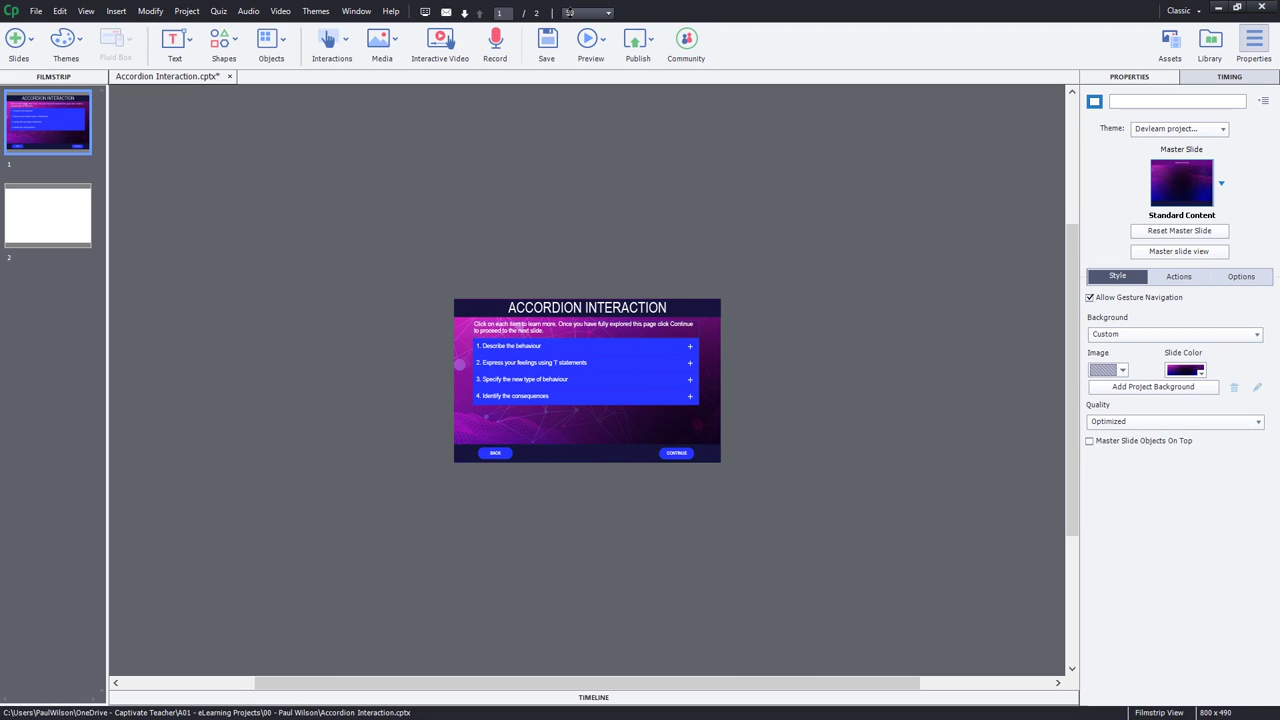 Cp File Edit View Insert Modify Project Quiz Audio Video Themes Window Help 1 / 2 Classic
Slides Themes Fluid Box Text Shapes Objects Interactions Media Interactive Video Record Save Preview Publish Community Assets Library Properties
FILMSTRIP Accordion Interaction.cptx* × PROPERTIES TIMING
ACCORDION INTERACTION
1
2
Theme: Devlearn project...
Master Slide
Standard Content
Reset Master Slide
Master slide view
Style Actions Options
Allow Gesture Navigation
Background
Custom
Image Slide Color
Add Project Background
Quality
Optimized
Master Slide Objects On Top
ACCORDION INTERACTION
Click on each item to learn more. Once you have fully explored this page click Continue
to proceed to the next slide.
1. Describe the behaviour +
2. Express your feelings using 'I' statements +
3. Specify the new type of behaviour +
4. Identify the consequences +
BACK CONTINUE
TIMELINE
C:\Users\PaulWilson\OneDrive - Captivate Teacher\A01 - eLearning Projects\00 - Paul Wilson\Accordion Interaction.cptx Filmstrip View 800 x 490